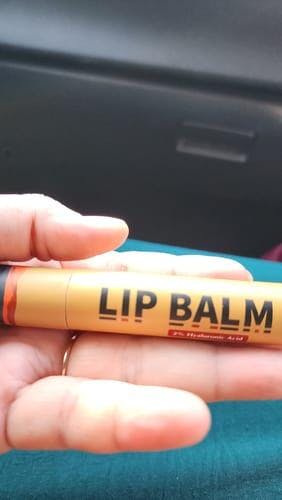 LIP BALM
2% Hyaluronic Acid